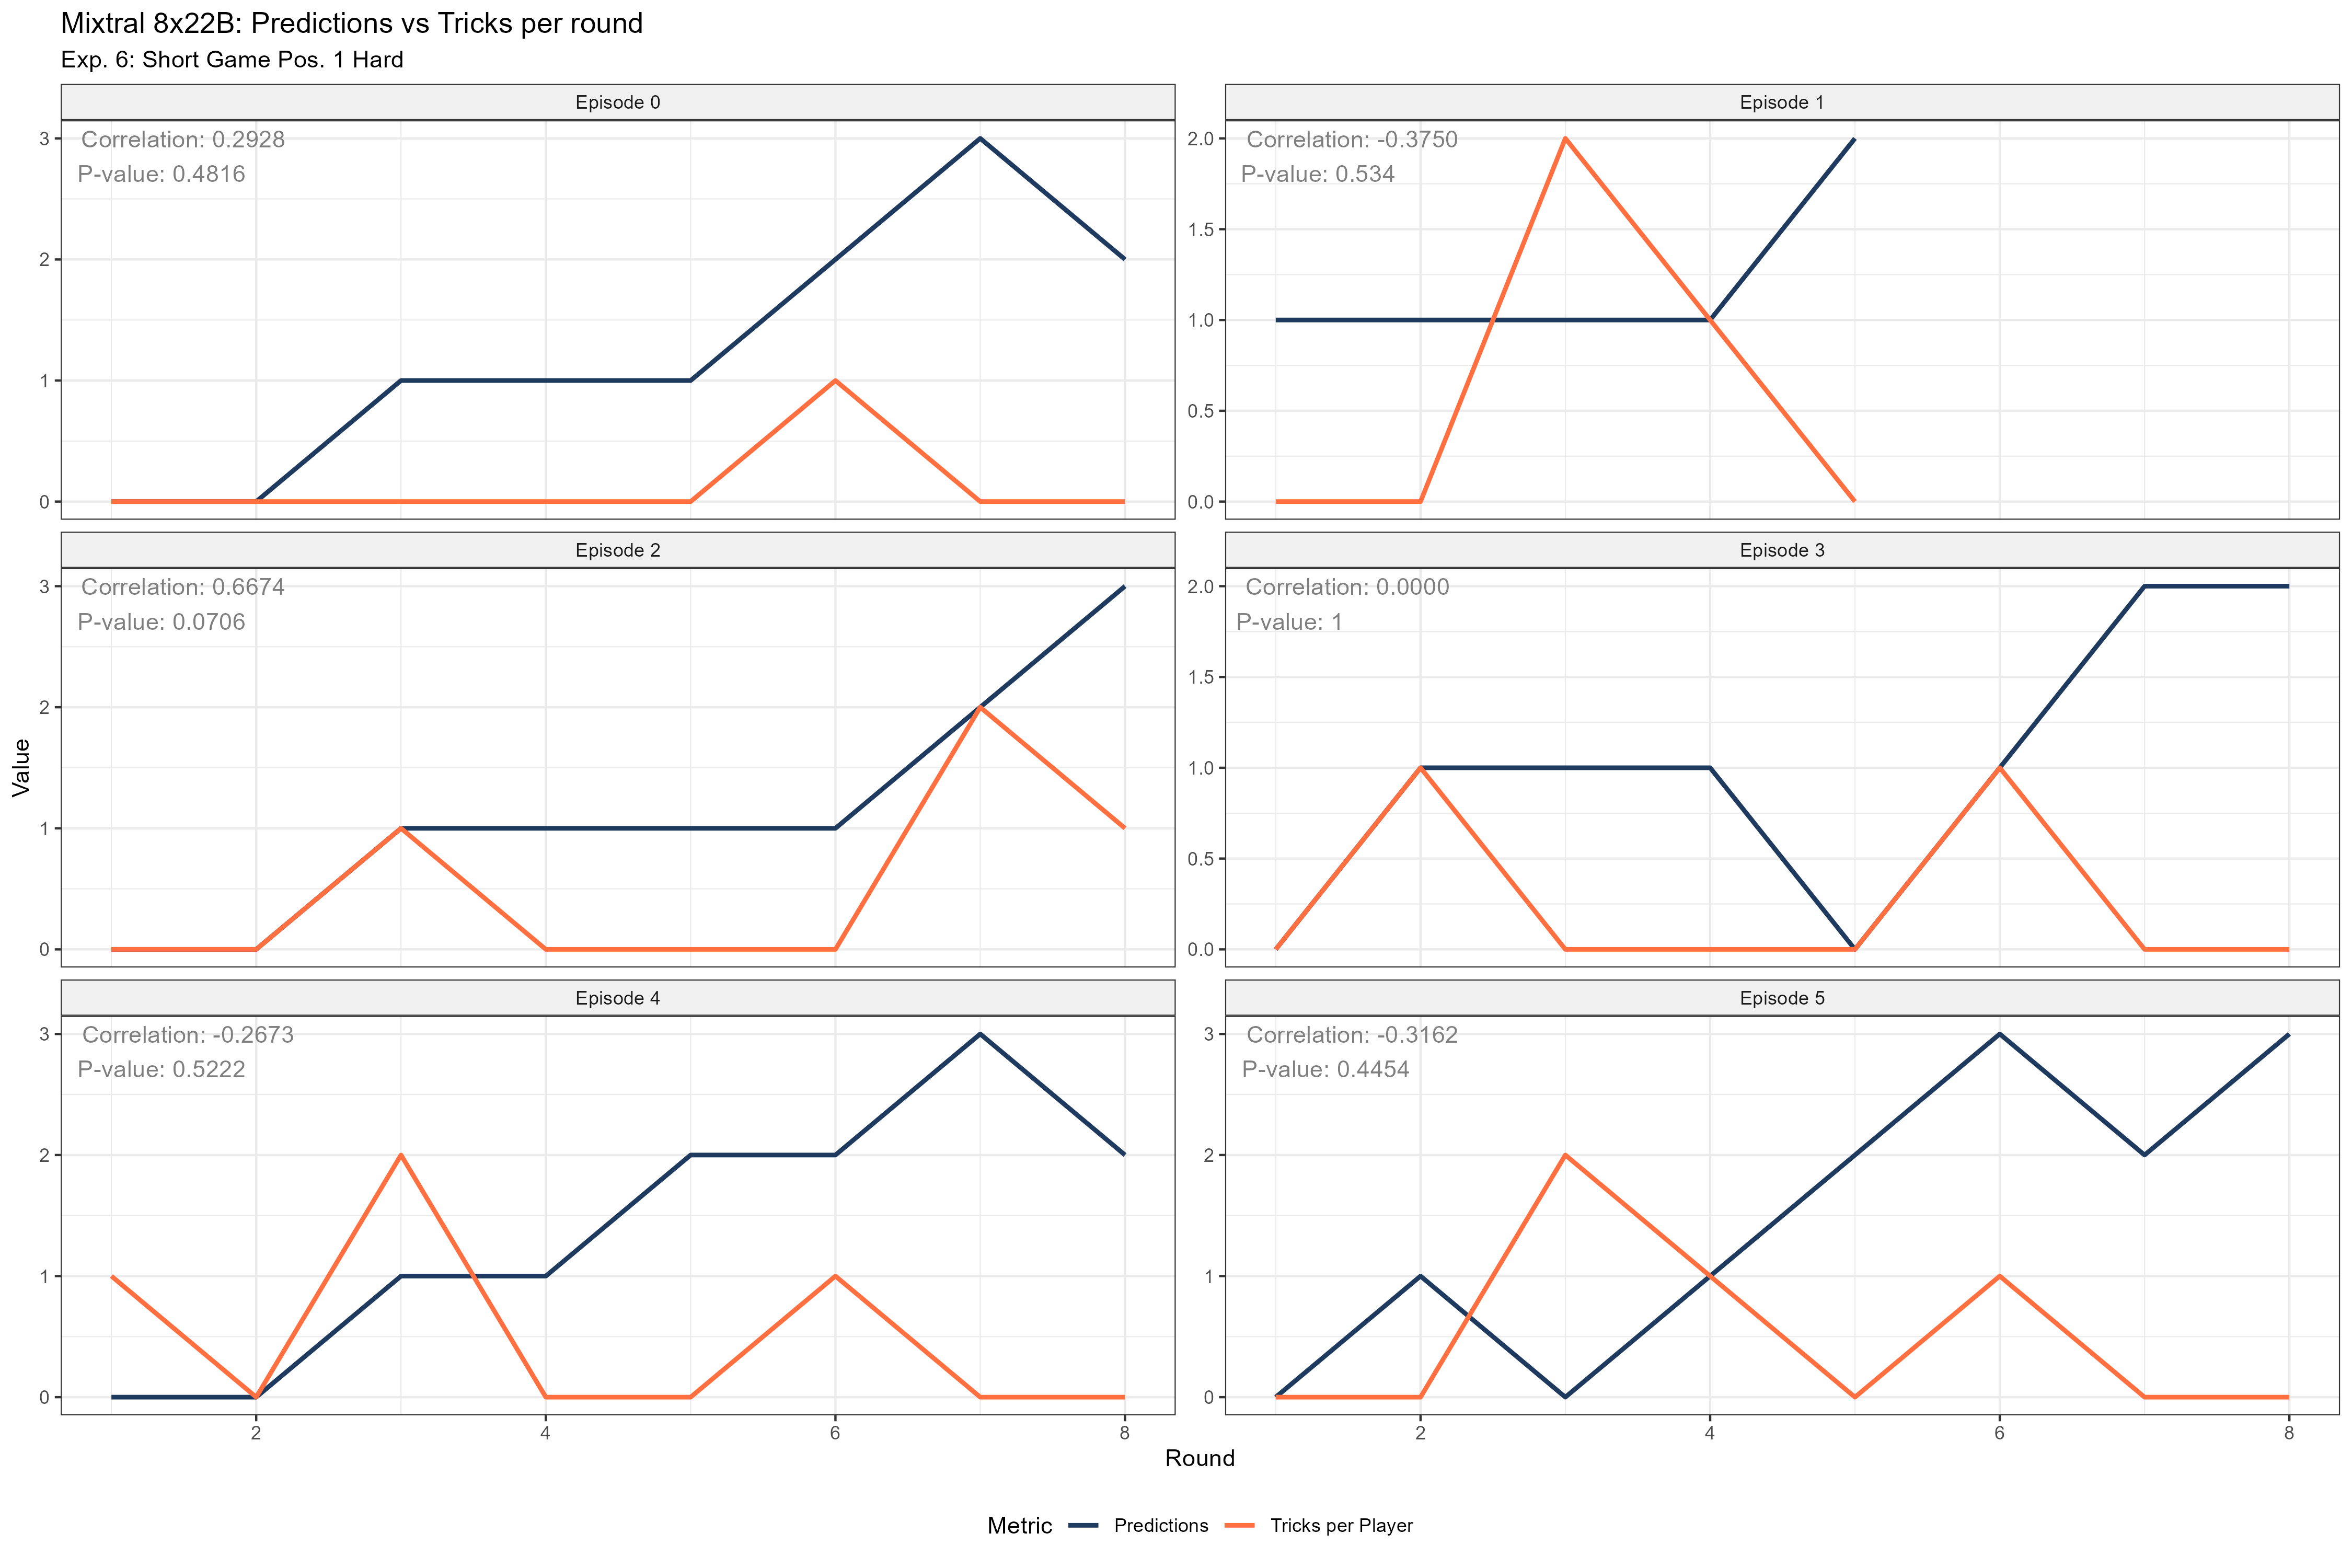 Mixtral 8x22B: Predictions vs Tricks per round
Exp. 6: Short Game Pos. 1 Hard
Episode 0
Correlation: 0.2928
P-value: 0.4816
3
2
1
0
Episode 1
Correlation: -0.3750
P-value: 0.534
2.0
1.5
1.0
0.5
0.0
Episode 2
Correlation: 0.6674
P-value: 0.0706
3
2
1
0
Episode 3
Correlation: 0.0000
P-value: 1
2.0
1.5
1.0
0.5
0.0
Episode 4
Correlation: -0.2673
P-value: 0.5222
3
2
1
0
2 4 6 8
Episode 5
Correlation: -0.3162
P-value: 0.4454
3
2
1
0
2 4 6 8
Value
Round
Metric Predictions Tricks per Player